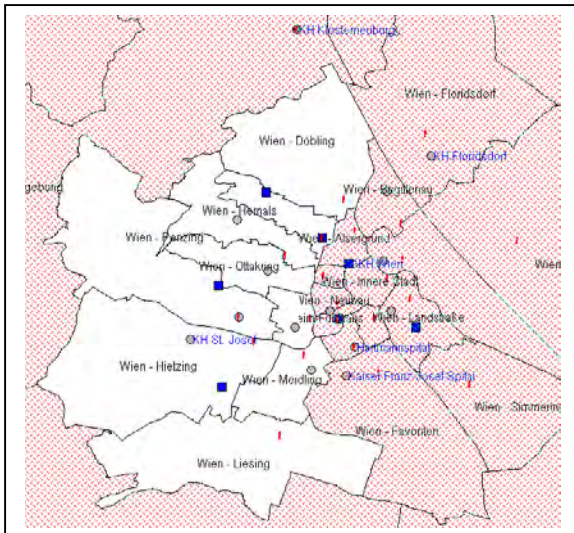 KH Klosterneuburg
Wien - Floridsdorf
Wien - Döbling
KH Floridsdorf
gebung
Wien - Brigittenau
Wien - Hernals
Wien - Penzing
Wien - Alsergrund
Wien - Ottakring
KH Wien
Wien
Wien - Innere Stadt
Wien - Neubau
Wien - Landstraße
KH St. Josef
Hartmannspital
Wien - Hietzing
Wien - Meidling
Kaiser Franz Josef Spital
Wien - Simmering
Wien - Favoriten
Wien - Liesing